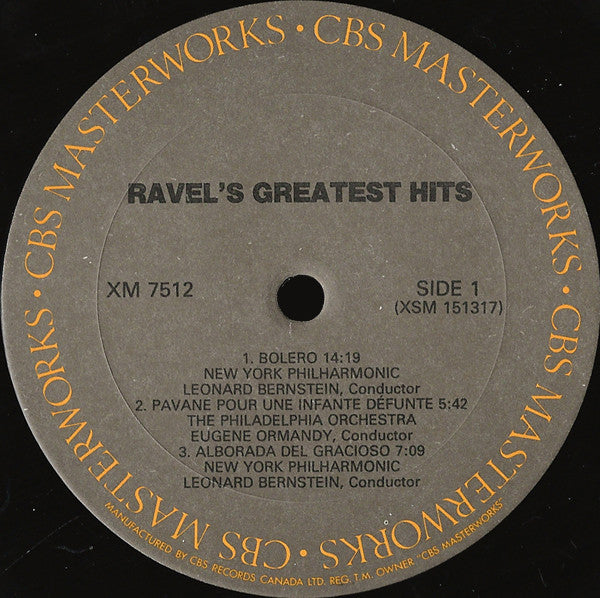 CBS MASTERWORKS • CBS MASTERWORKS • CBS MASTERWORKS • CBS MASTERWORKS •
RAVEL'S GREATEST HITS
XM 7512
SIDE 1
(XSM 151317)
1. BOLERO 14:19
NEW YORK PHILHARMONIC
LEONARD BERNSTEIN, Conductor
2. PAVANE POUR UNE INFANTE DÉFUNTE 5:42
THE PHILADELPHIA ORCHESTRA
EUGENE ORMANDY, Conductor
3. ALBORADA DEL GRACIOSO 7:09
NEW YORK PHILHARMONIC
LEONARD BERNSTEIN, Conductor
MANUFACTURED BY CBS RECORDS CANADA LTD. REG. T.M. OWNER "CBS MASTERWORKS"